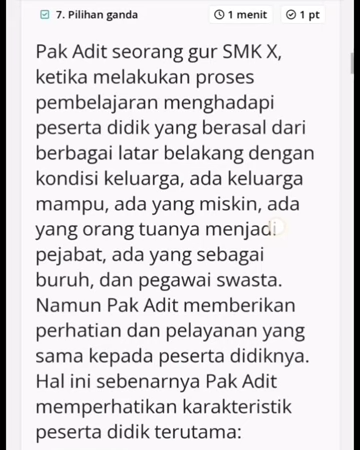 7. Pilihan ganda 1 menit 1 pt
Pak Adit seorang gur SMK X,
ketika melakukan proses
pembelajaran menghadapi
peserta didik yang berasal dari
berbagai latar belakang dengan
kondisi keluarga, ada keluarga
mampu, ada yang miskin, ada
yang orang tuanya menjadi
pejabat, ada yang sebagai
buruh, dan pegawai swasta.
Namun Pak Adit memberikan
perhatian dan pelayanan yang
sama kepada peserta didiknya.
Hal ini sebenarnya Pak Adit
memperhatikan karakteristik
peserta didik terutama: